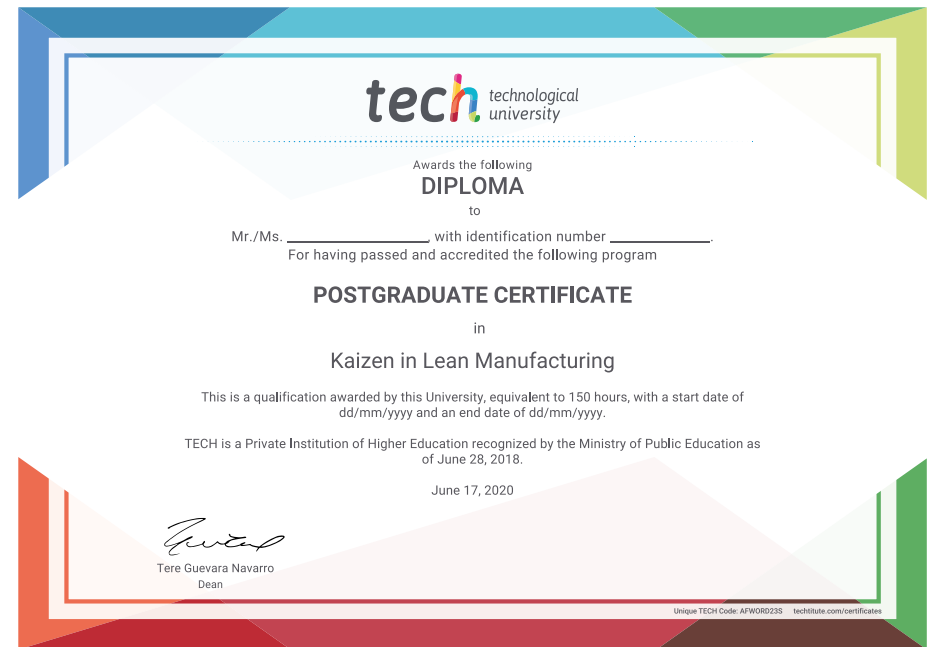 tech technological
university
Awards the following
DIPLOMA
to
Mr./Ms. ____________________, with identification number ______________.
For having passed and accredited the following program
POSTGRADUATE CERTIFICATE
in
Kaizen in Lean Manufacturing
This is a qualification awarded by this University, equivalent to 150 hours, with a start date of
dd/mm/yyyy and an end date of dd/mm/yyyy.
TECH is a Private Institution of Higher Education recognized by the Ministry of Public Education as
of June 28, 2018.
June 17, 2020
Tere Guevara Navarro
Dean
Unique TECH Code: AFWORD23S techtitute.com/certificates